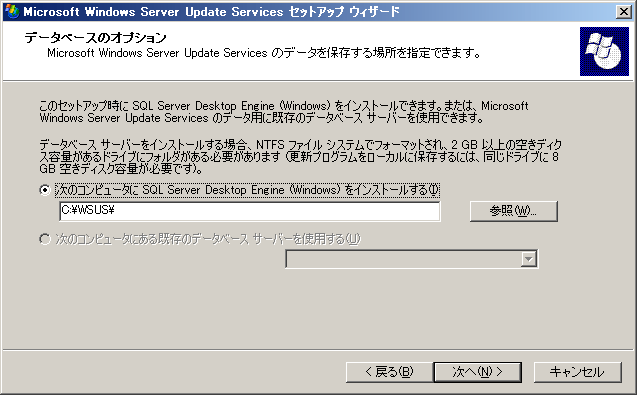 Microsoft Windows Server Update Services セットアップ ウィザード
データベースのオプション
Microsoft Windows Server Update Services のデータを保存する場所を指定できます。
このセットアップ時に SQL Server Desktop Engine (Windows) をインストールできます。または、Microsoft
Windows Server Update Services のデータ用に既存のデータベース サーバーを使用できます。
データベース サーバーをインストールする場合、NTFS ファイル システムでフォーマットされ、2 GB 以上の空きディク
ス容量があるドライブにフォルダがある必要があります (更新プログラムをローカルに保存するには、同じドライブに 8
GB 空きディスク容量が必要です)。
次のコンピュータに SQL Server Desktop Engine (Windows) をインストールする(I)
C:¥WSUS¥
参照(W)...
次のコンピュータにある既存のデータベース サーバーを使用する(U)
< 戻る(B)
次へ(N) >
キャンセル